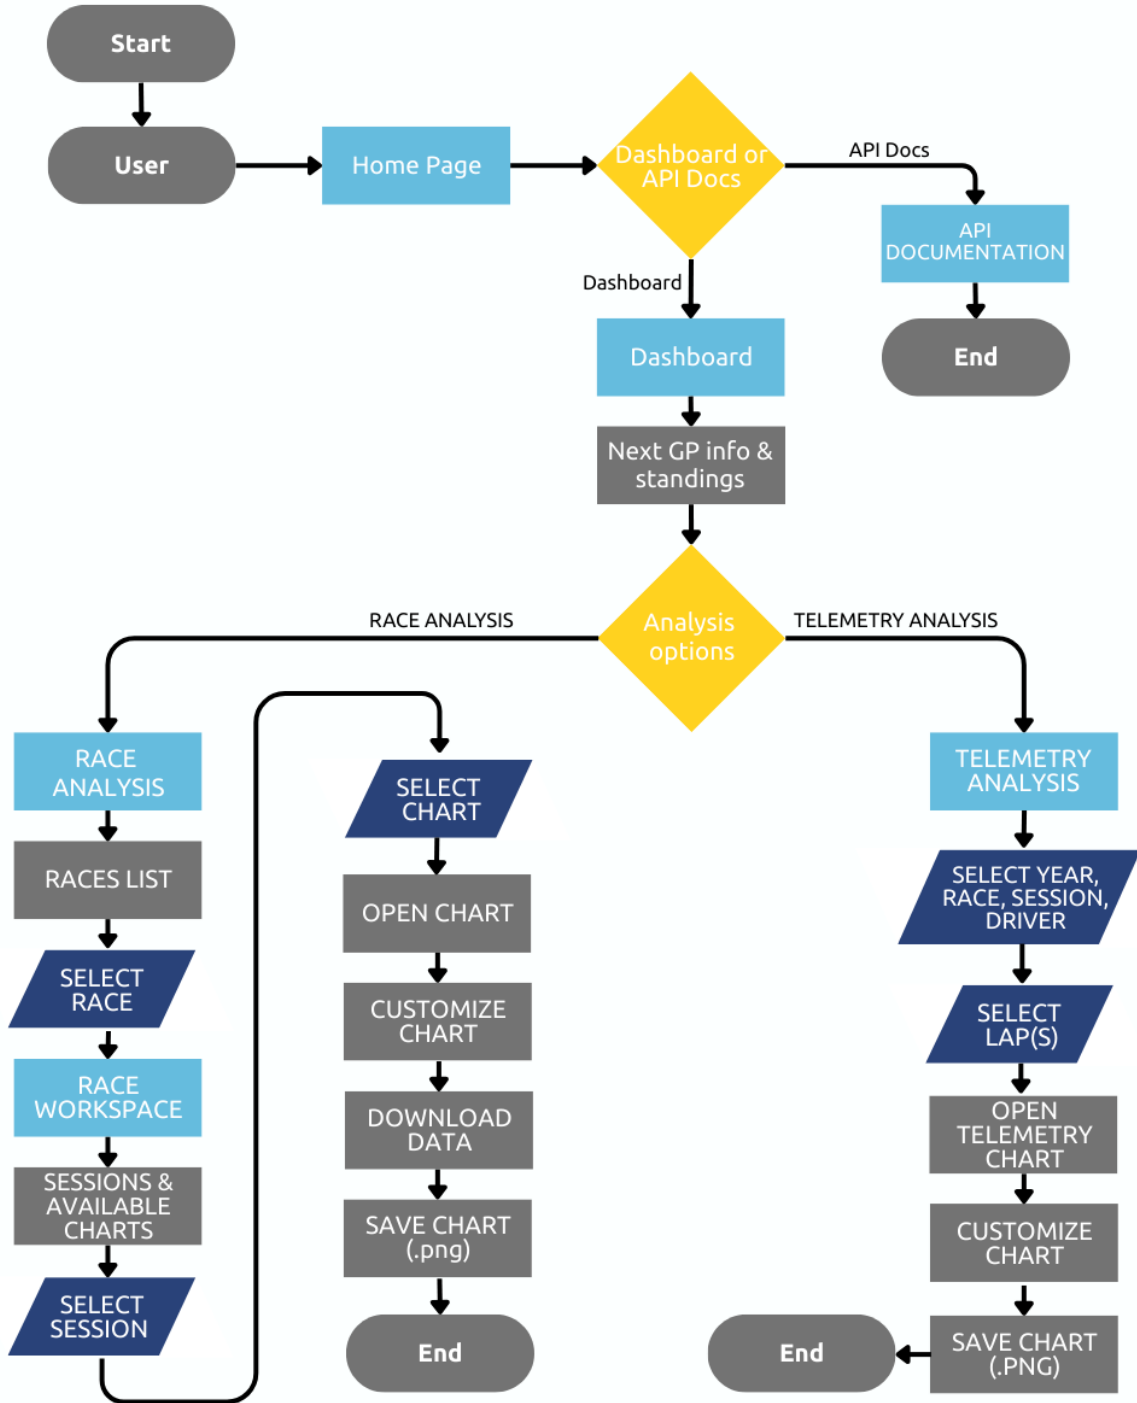 Start
User
Home Page
Dashboard or
API Docs
API Docs
API
DOCUMENTATION
End
Dashboard
Dashboard
Next GP info &
standings
Analysis
options
RACE ANALYSIS
TELEMETRY ANALYSIS
RACE
ANALYSIS
RACES LIST
SELECT
RACE
RACE
WORKSPACE
SESSIONS &
AVAILABLE
CHARTS
SELECT
SESSION
SELECT
CHART
OPEN CHART
CUSTOMIZE
CHART
DOWNLOAD
DATA
SAVE CHART
(.png)
End
TELEMETRY
ANALYSIS
SELECT YEAR,
RACE, SESSION,
DRIVER
SELECT
LAP(S)
OPEN
TELEMETRY
CHART
CUSTOMIZE
CHART
SAVE CHART
(.PNG)
End